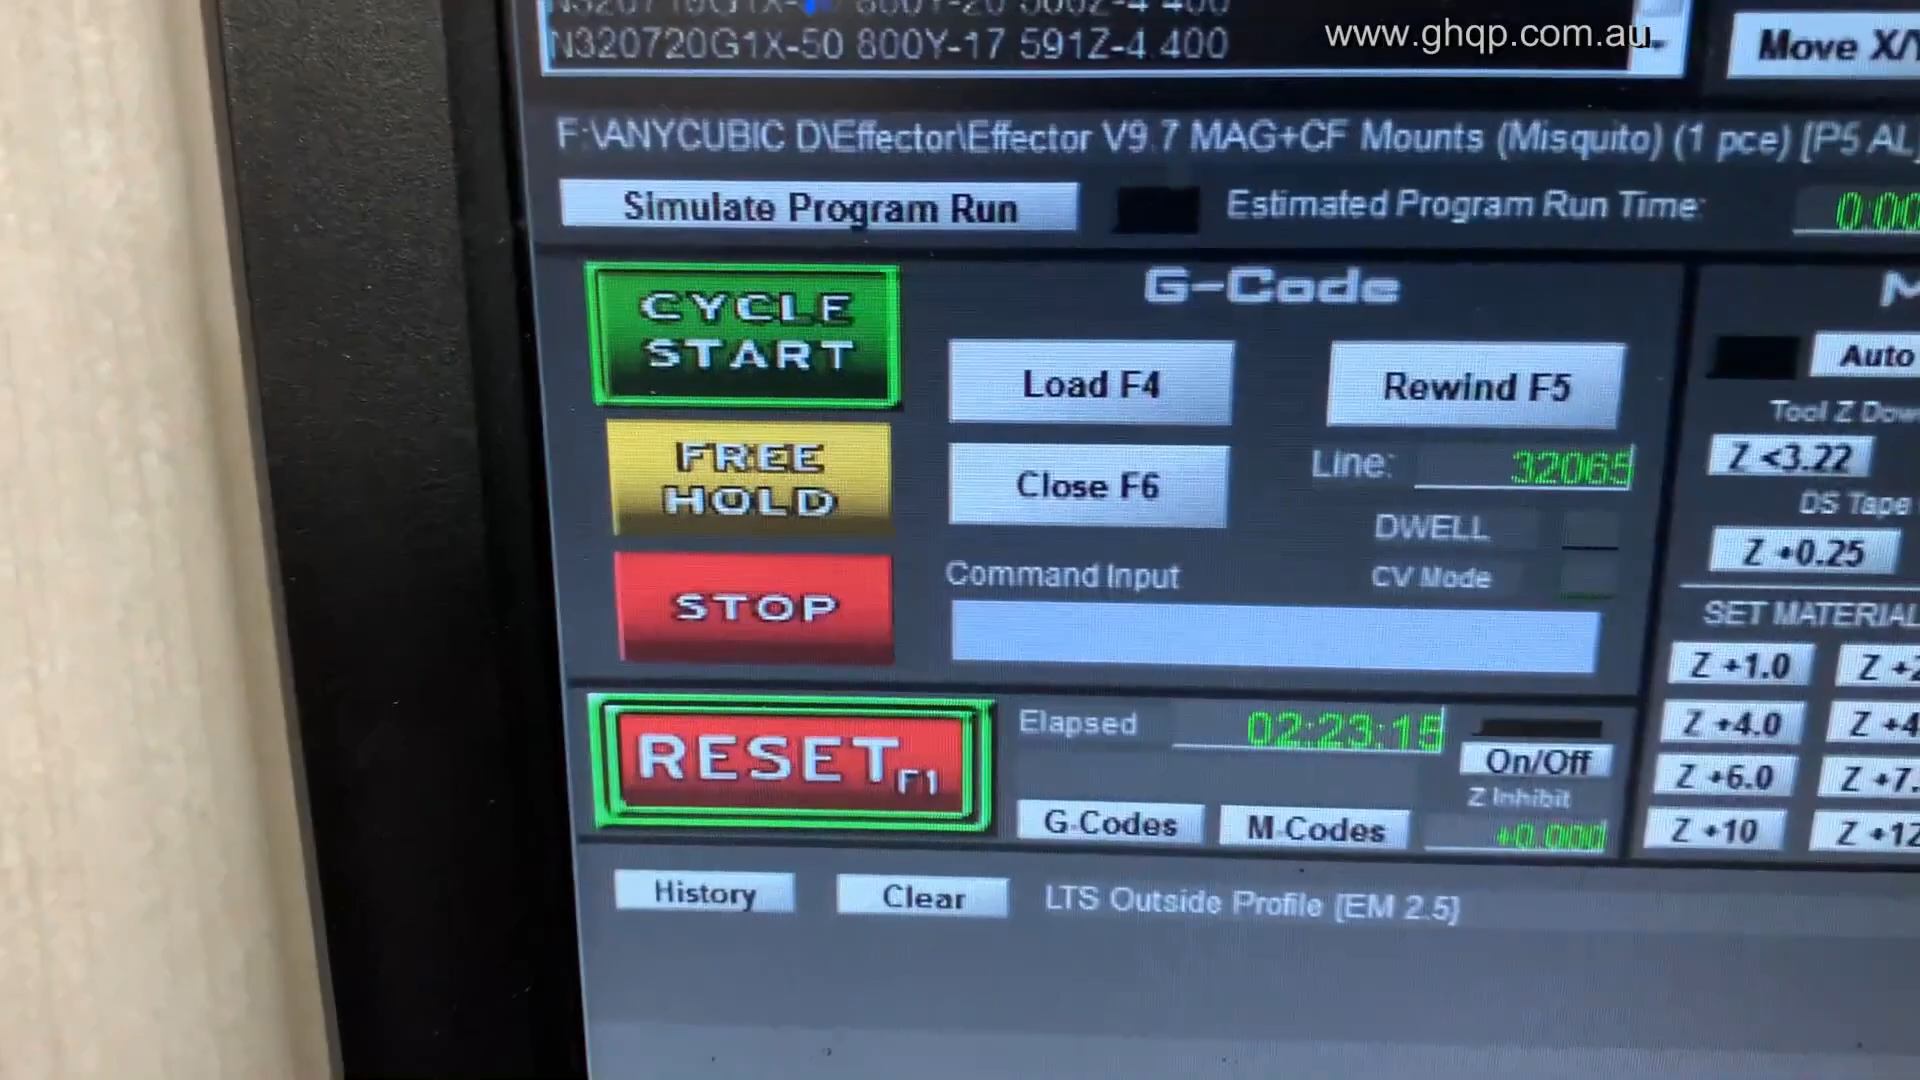 www.ghqp.com.au
N320720G1X-50 800Y-17 591Z-4.400
Move X/Y
F:\ANYCUBIC D\Effector\Effector V9.7 MAG+CF Mounts (Misquito) (1 pce) [P5 AL]
Simulate Program Run
Estimated Program Run Time:
0:00
CYCLE
START
G-Code
Load F4
Rewind F5
Auto
Tool Z Down
FREE
HOLD
Close F6
Line: 32065
Z <3.22
DS Tape
DWELL
Z +0.25
Command Input
CV Mode
STOP
SET MATERIAL
Z +1.0
RESET F1
Elapsed 02:23:15
On/Off
Z Inhibit
+0.000
Z +4.0
Z +6.0
Z +10
Z +12
G-Codes
M-Codes
History
Clear
LTS Outside Profile [EM 2.5]